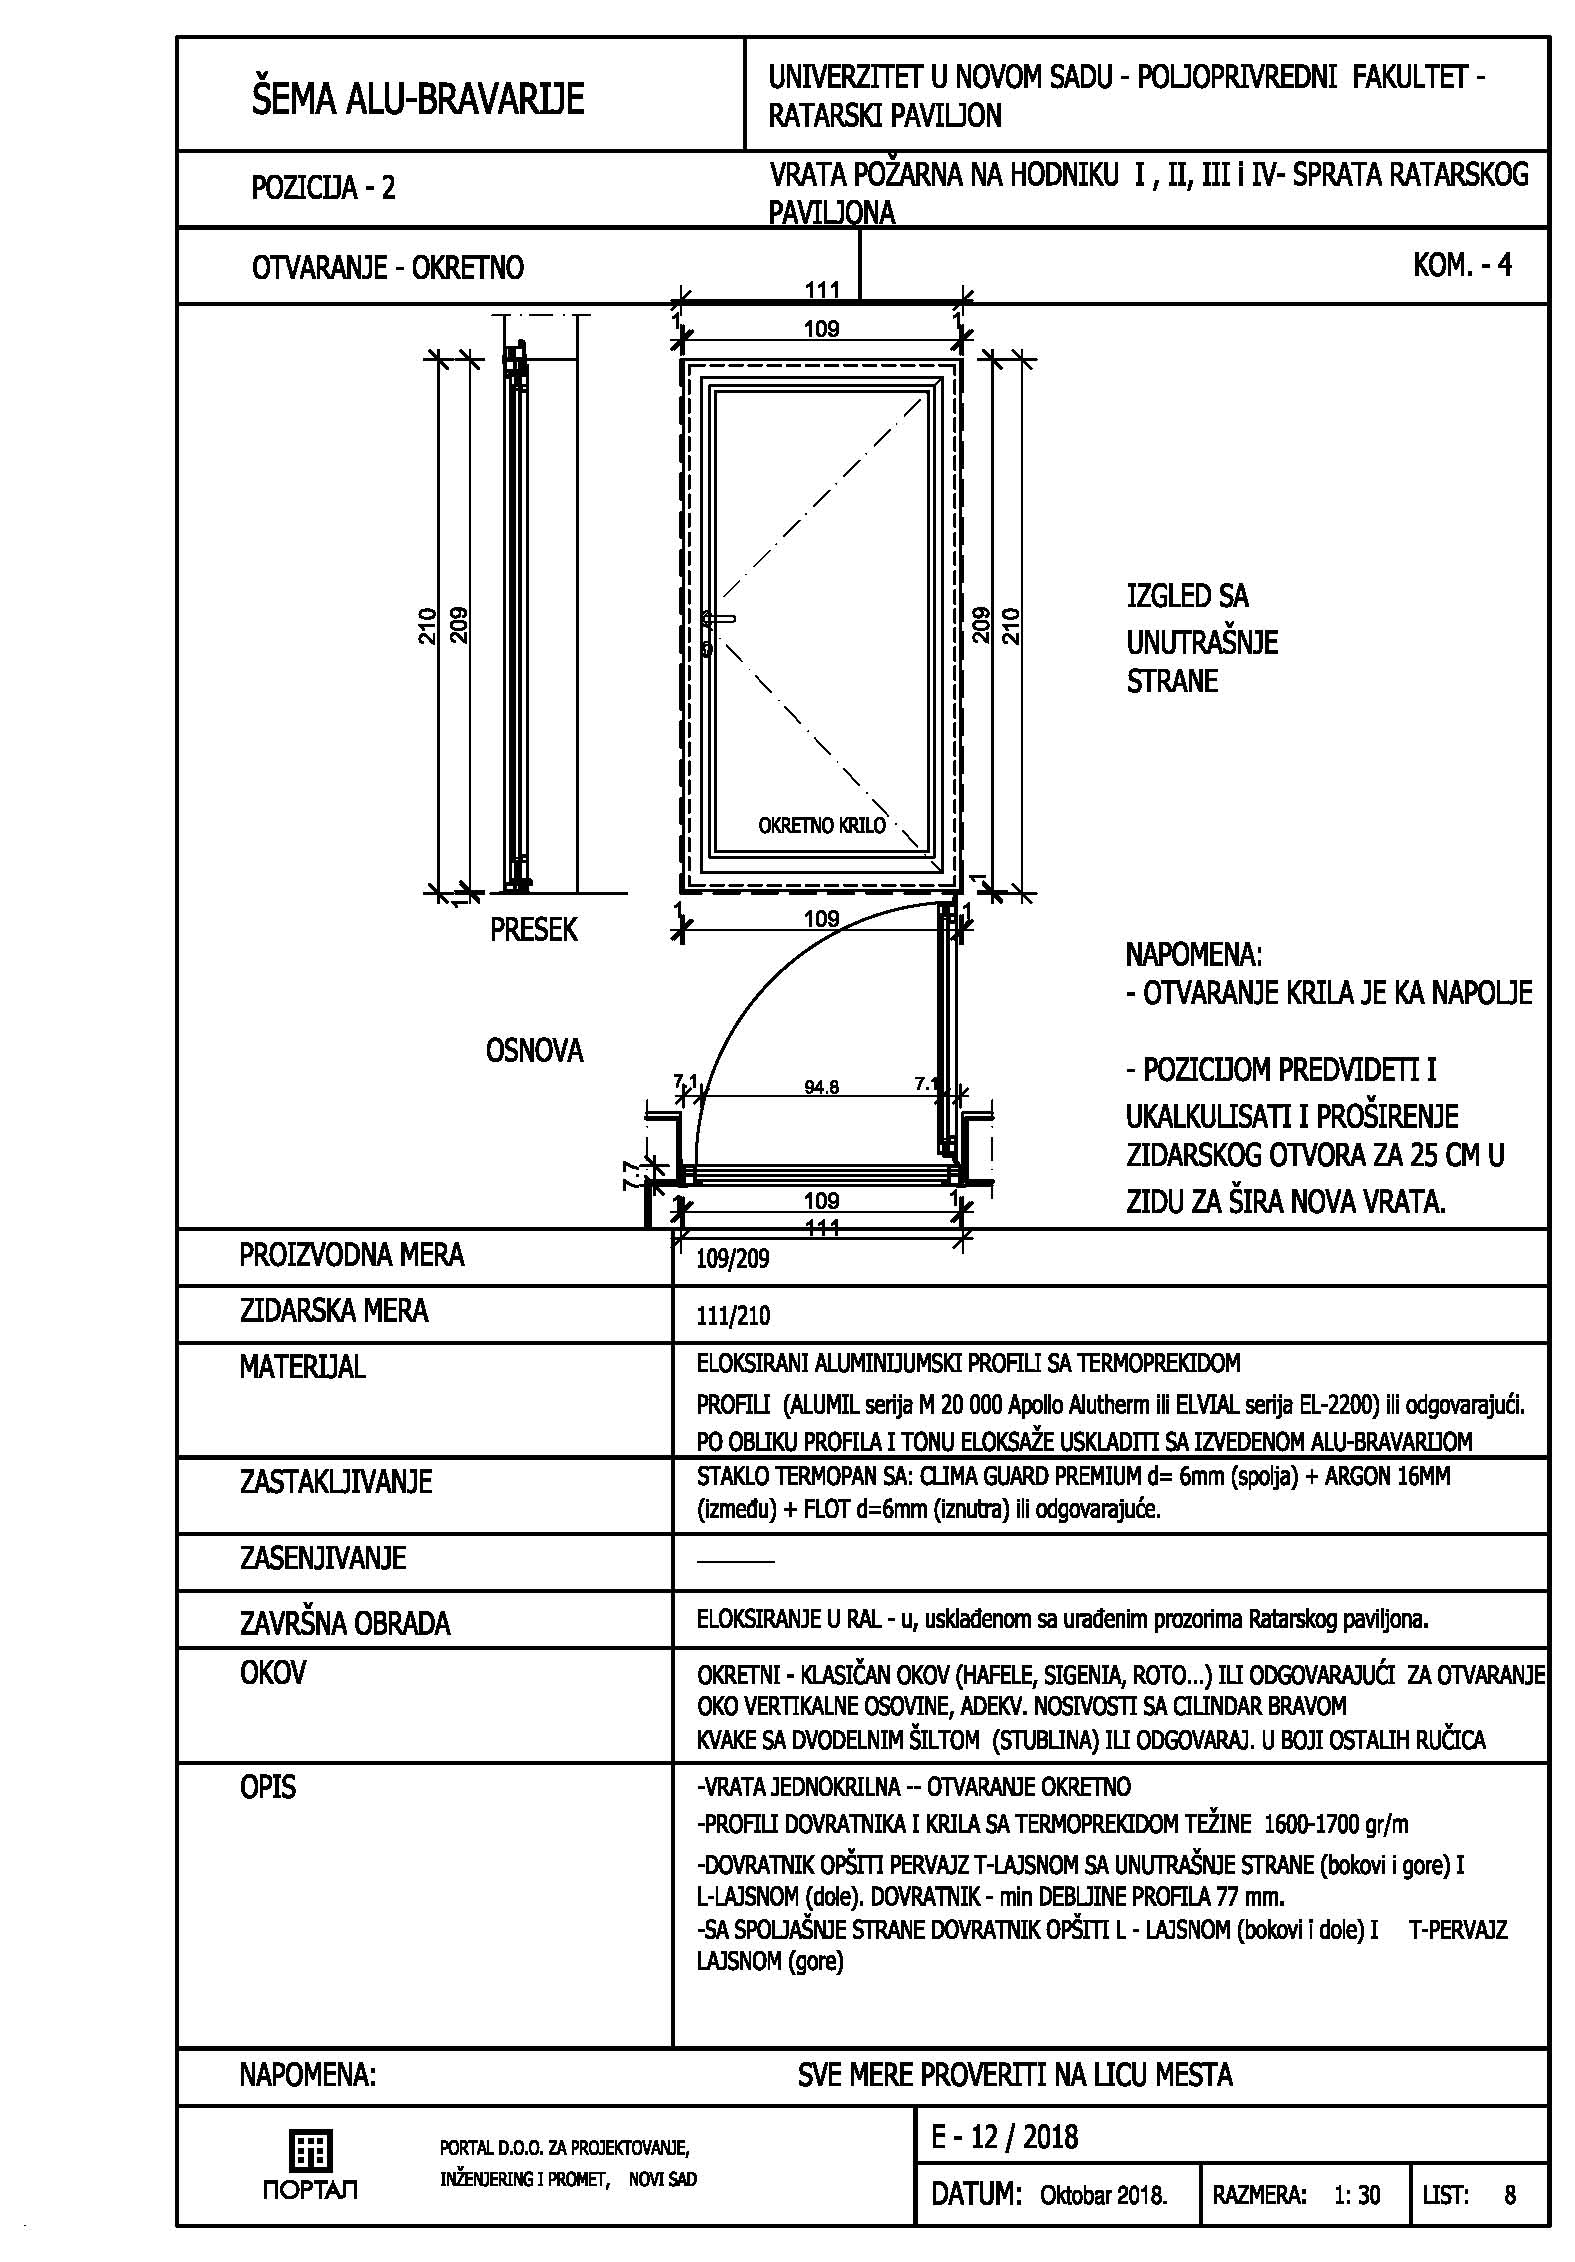 ŠEMA ALU-BRAVARIJE
UNIVERZITET U NOVOM SADU - POLJOPRIVREDNI FAKULTET -
RATARSKI PAVILJON
POZICIJA - 2
VRATA POŽARNA NA HODNIKU I , II, III i IV- SPRATA RATARSKOG
PAVILJONA
OTVARANJE - OKRETNO
KOM. - 4
111
1 109 1
210 209
209 210
OKRETNO KRILO
1
1
PRESEK
1 109 1
IZGLED SA
UNUTRAŠNJE
STRANE
OSNOVA
7.1 94.8 7.1
7.7
1 109 1
111
NAPOMENA:
- OTVARANJE KRILA JE KA NAPOLJE
- POZICIJOM PREDVIDETI I
UKALKULISATI I PROŠIRENJE
ZIDARSKOG OTVORA ZA 25 CM U
ZIDU ZA ŠIRA NOVA VRATA.
PROIZVODNA MERA
109/209
ZIDARSKA MERA
111/210
MATERIJAL
ELOKSIRANI ALUMINIJUMSKI PROFILI SA TERMOPREKIDOM
PROFILI (ALUMIL serija M 20 000 Apollo Alutherm ili ELVIAL serija EL-2200) ili odgovarajući.
PO OBLIKU PROFILA I TONU ELOKSAŽE USKLADITI SA IZVEDENOM ALU-BRAVARIJOM
ZASTAKLJIVANJE
STAKLO TERMOPAN SA: CLIMA GUARD PREMIUM d= 6mm (spolja) + ARGON 16MM
(između) + FLOT d=6mm (iznutra) ili odgovarajuće.
ZASENJIVANJE
ZAVRŠNA OBRADA
ELOKSIRANJE U RAL - u, usklađenom sa urađenim prozorima Ratarskog paviljona.
OKOV
OKRETNI - KLASIČAN OKOV (HAFELE, SIGENIA, ROTO...) ILI ODGOVARAJUĆI ZA OTVARANJE
OKO VERTIKALNE OSOVINE, ADEKV. NOSIVOSTI SA CILINDAR BRAVOM
KVAKE SA DVODELNIM ŠILTOM (STUBLINA) ILI ODGOVARAJ. U BOJI OSTALIH RUČICA
OPIS
-VRATA JEDNOKRILNA -- OTVARANJE OKRETNO
-PROFILI DOVRATNIKA I KRILA SA TERMOPREKIDOM TEŽINE 1600-1700 gr/m
-DOVRATNIK OPŠITI PERVAJZ T-LAJSNOM SA UNUTRAŠNJE STRANE (bokovi i gore) I
L-LAJSNOM (dole). DOVRATNIK - min DEBLJINE PROFILA 77 mm.
-SA SPOLJAŠNJE STRANE DOVRATNIK OPŠITI L - LAJSNOM (bokovi i dole) I T-PERVAJZ
LAJSNOM (gore)
NAPOMENA:
SVE MERE PROVERITI NA LICU MESTA
ПОРТАЛ
PORTAL D.O.O. ZA PROJEKTOVANJE,
INŽENJERING I PROMET, NOVI SAD
E - 12 / 2018
DATUM: Oktobar 2018.
RAZMERA: 1: 30
LIST: 8